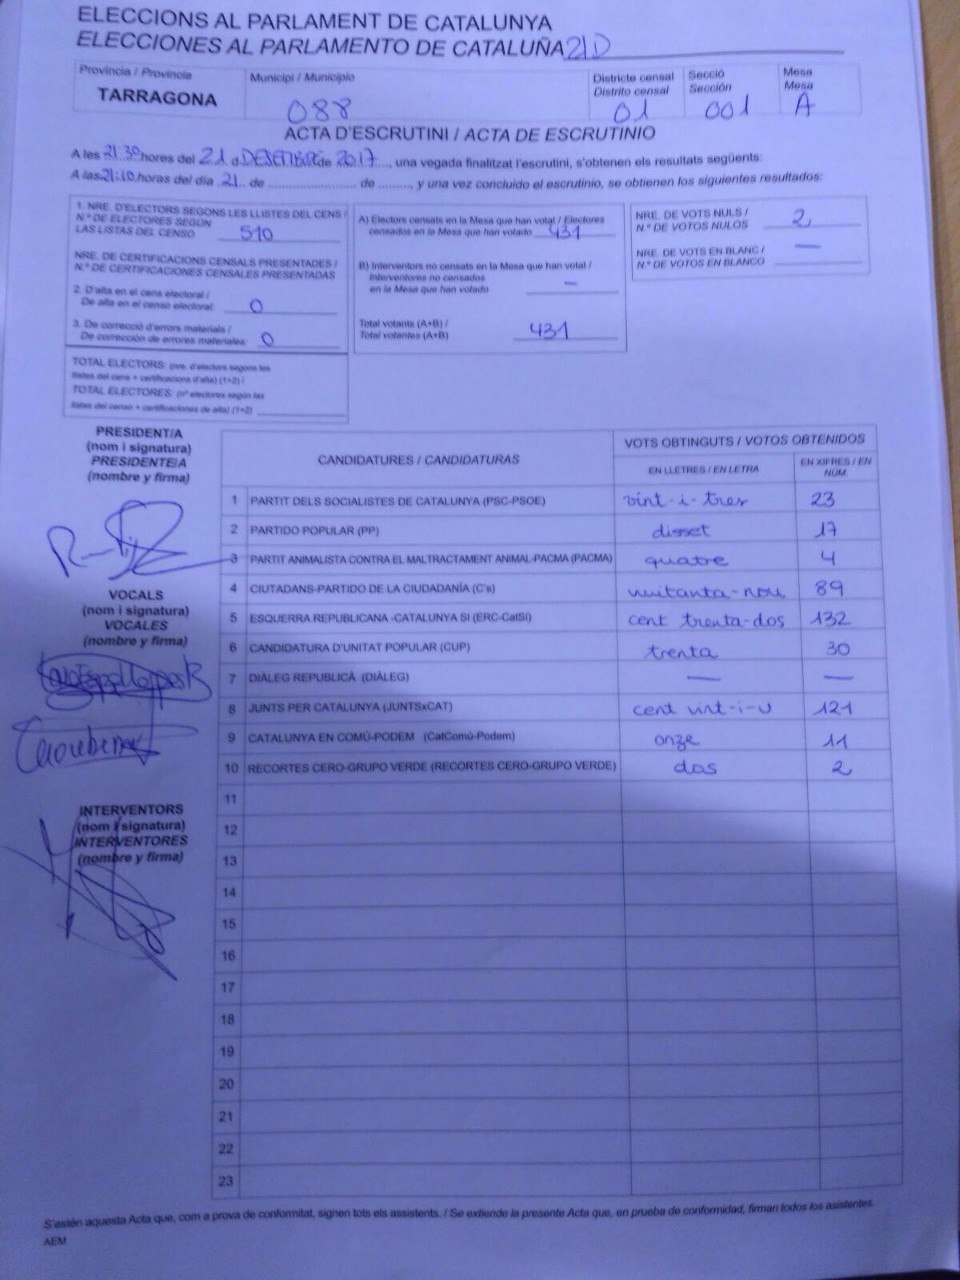 ELECCIONS AL PARLAMENT DE CATALUNYA
ELECCIONES AL PARLAMENTO DE CATALUÑA 21D
Província / Provincia
TARRAGONA
Municipi / Municipio
088
Districte censal
Distrito censal
01
Secció
Sección
001
Mesa
Mesa
A
ACTA D'ESCRUTINI / ACTA DE ESCRUTINIO
A les 21:30 hores del 21 d DESEMBRE de 2017, una vegada finalitzat l'escrutini, s'obtenen els resultats següents:
A las 21:10 horas del día 21 de .................... de ........, y una vez concluido el escrutinio, se obtienen los siguientes resultados:
1. NRE. D'ELECTORS SEGONS LES LLISTES DEL CENS /
N.º DE ELECTORES SEGÚN
LAS LISTAS DEL CENSO 510
NRE. DE CERTIFICACIONS CENSALS PRESENTADES /
N.º DE CERTIFICACIONES CENSALES PRESENTADAS
2. D'alta en el cens electoral /
De alta en el censo electoral: 0
3. De correcció d'errors materials /
De corrección de errores materiales: 0
TOTAL ELECTORS: (nre. d'electors segons les
llistes del cens + certificacions d'alta) (1+2) /
TOTAL ELECTORES: (nº electores según las
listas del censo + certificaciones de alta) (1+2)
A) Electors censats en la Mesa que han votat / Electores
censados en la Mesa que han votado 431
B) Interventors no censats en la Mesa que han votat /
Interventores no censados
en la Mesa que han votado —
Total votants (A+B) /
Total votantes (A+B) 431
NRE. DE VOTS NULS /
N.º DE VOTOS NULOS 2
NRE. DE VOTS EN BLANC /
N.º DE VOTOS EN BLANCO —
PRESIDENT/A
(nom i signatura)
PRESIDENTE/A
(nombre y firma)
VOCALS
(nom i signatura)
VOCALES
(nombre y firma)
INTERVENTORS
(nom i signatura)
INTERVENTORES
(nombre y firma)
CANDIDATURES / CANDIDATURAS
VOTS OBTINGUTS / VOTOS OBTENIDOS
EN LLETRES / EN LETRA
EN XIFRES / EN NÚM.
1 PARTIT DELS SOCIALISTES DE CATALUNYA (PSC-PSOE) vint-i-tres 23
2 PARTIDO POPULAR (PP) disset 17
3 PARTIT ANIMALISTA CONTRA EL MALTRACTAMENT ANIMAL-PACMA (PACMA) quatre 4
4 CIUTADANS-PARTIDO DE LA CIUDADANÍA (C's) vuitanta-nou 89
5 ESQUERRA REPUBLICANA -CATALUNYA SI (ERC-CatSI) cent trenta-dos 132
6 CANDIDATURA D'UNITAT POPULAR (CUP) trenta 30
7 DIÀLEG REPUBLICÀ (DIÀLEG) — —
8 JUNTS PER CATALUNYA (JUNTSxCAT) cent vint-i-u 121
9 CATALUNYA EN COMÚ-PODEM (CatComú-Podem) onze 11
10 RECORTES CERO-GRUPO VERDE (RECORTES CERO-GRUPO VERDE) dos 2
11
12
13
14
15
16
17
18
19
20
21
22
23
S'estén aquesta Acta que, com a prova de conformitat, signen tots els assistents. / Se extiende la presente Acta que, en prueba de conformidad, firman todos los asistentes.
AEM